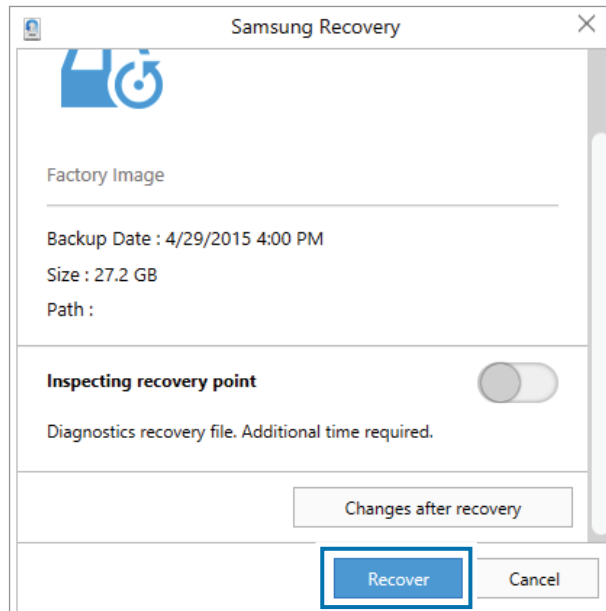 Samsung Recovery
Factory Image
Backup Date : 4/29/2015 4:00 PM
Size : 27.2 GB
Path :
Inspecting recovery point
Diagnostics recovery file. Additional time required.
Changes after recovery
Recover
Cancel